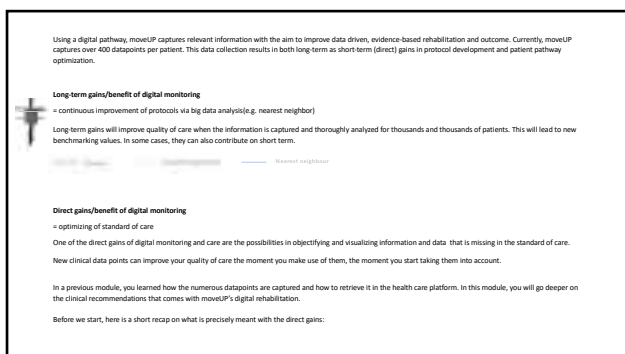 Using a digital pathway, moveUP captures relevant information with the aim to improve data driven, evidence-based rehabilitation and outcome. Currently, moveUP
captures over 400 datapoints per patient. This data collection results in both long-term as short-term (direct) gains in protocol development and patient pathway
optimization.
Long-term gains/benefit of digital monitoring
= continuous improvement of protocols via big data analysis(e.g. nearest neighbor)
Long-term gains will improve quality of care when the information is captured and thoroughly analyzed for thousands and thousands of patients. This will lead to new
benchmarking values. In some cases, they can also contribute on short term.
Nearest neighbour
Direct gains/benefit of digital monitoring
= optimizing of standard of care
One of the direct gains of digital monitoring and care are the possibilities in objectifying and visualizing information and data that is missing in the standard of care.
New clinical data points can improve your quality of care the moment you make use of them, the moment you start taking them into account.
In a previous module, you learned how the numerous datapoints are captured and how to retrieve it in the health care platform. In this module, you will go deeper on
the clinical recommendations that comes with moveUP's digital rehabilitation.
Before we start, here is a short recap on what is precisely meant with the direct gains: